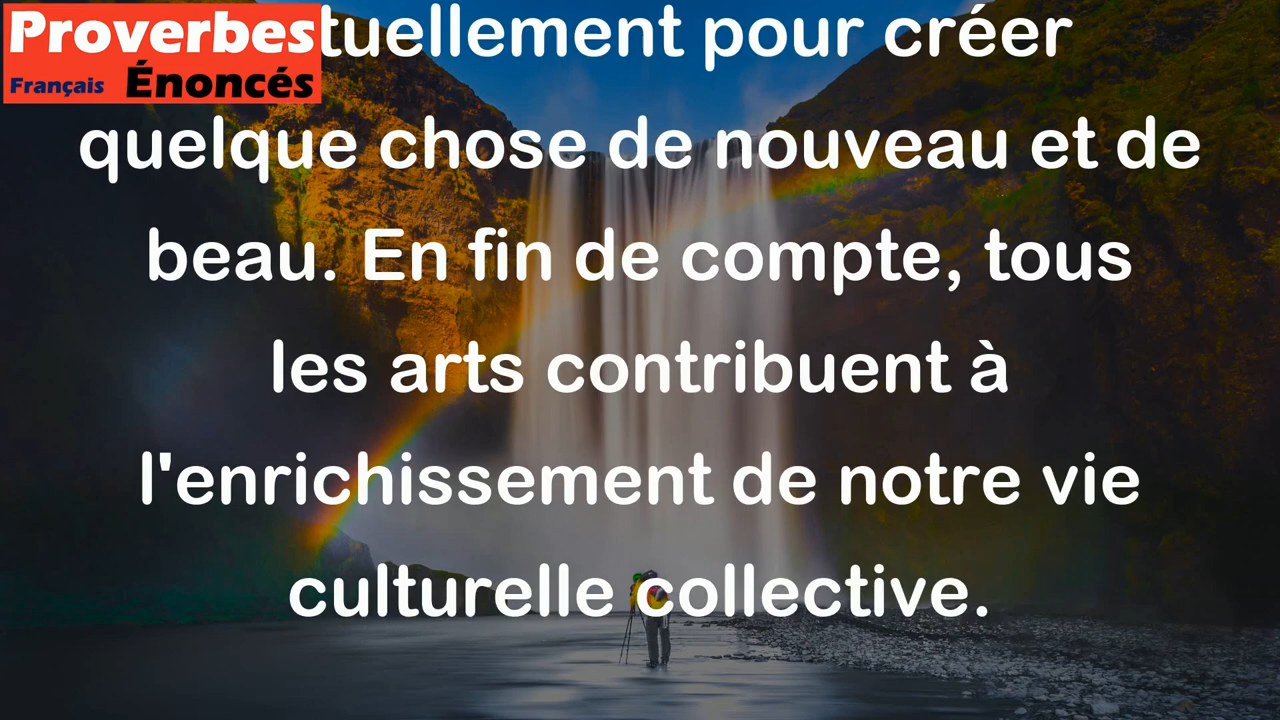 Proverbes
Français Énoncés
tuellement pour créer
quelque chose de nouveau et de
beau. En fin de compte, tous
les arts contribuent à
l'enrichissement de notre vie
culturelle collective.